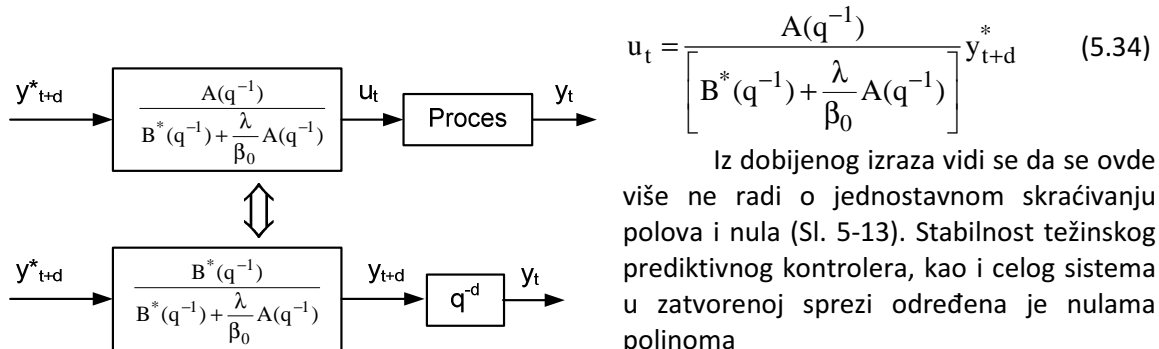 y*t+d
A(q⁻¹)
B*(q⁻¹)+λ/β₀ A(q⁻¹)
ut
Proces
yt
y*t+d
B*(q⁻¹)
B*(q⁻¹)+λ/β₀ A(q⁻¹)
yt+d
q⁻ᵈ
yt
ut = A(q⁻¹) / [B*(q⁻¹)+λ/β₀ A(q⁻¹)] y*t+d (5.34)
Iz dobijenog izraza vidi se da se ovde
više ne radi o jednostavnom skraćivanju
polova i nula (Sl. 5-13). Stabilnost težinskog
prediktivnog kontrolera, kao i celog sistema
u zatvorenoj sprezi određena je nulama
polinoma